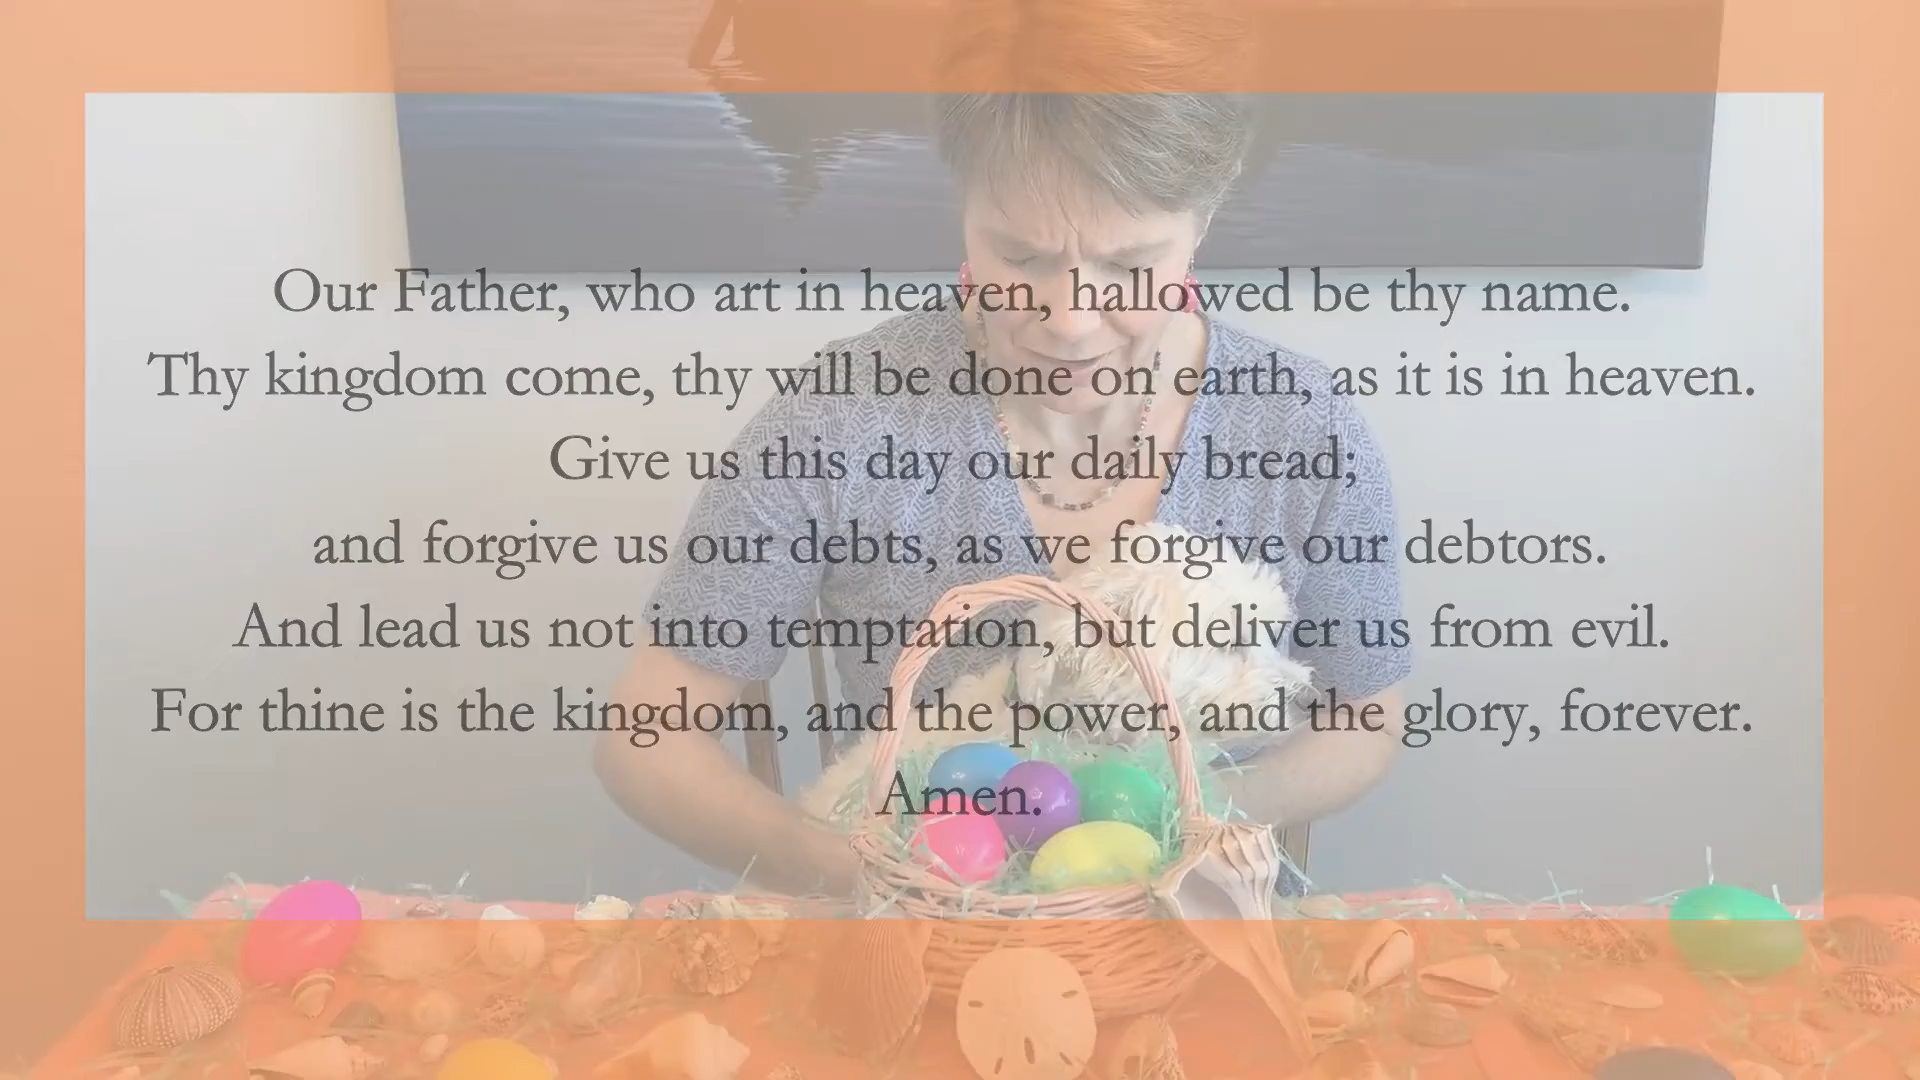 Our Father, who art in heaven, hallowed be thy name.
Thy kingdom come, thy will be done on earth, as it is in heaven.
Give us this day our daily bread;
and forgive us our debts, as we forgive our debtors.
And lead us not into temptation, but deliver us from evil.
For thine is the kingdom, and the power, and the glory, forever.
Amen.